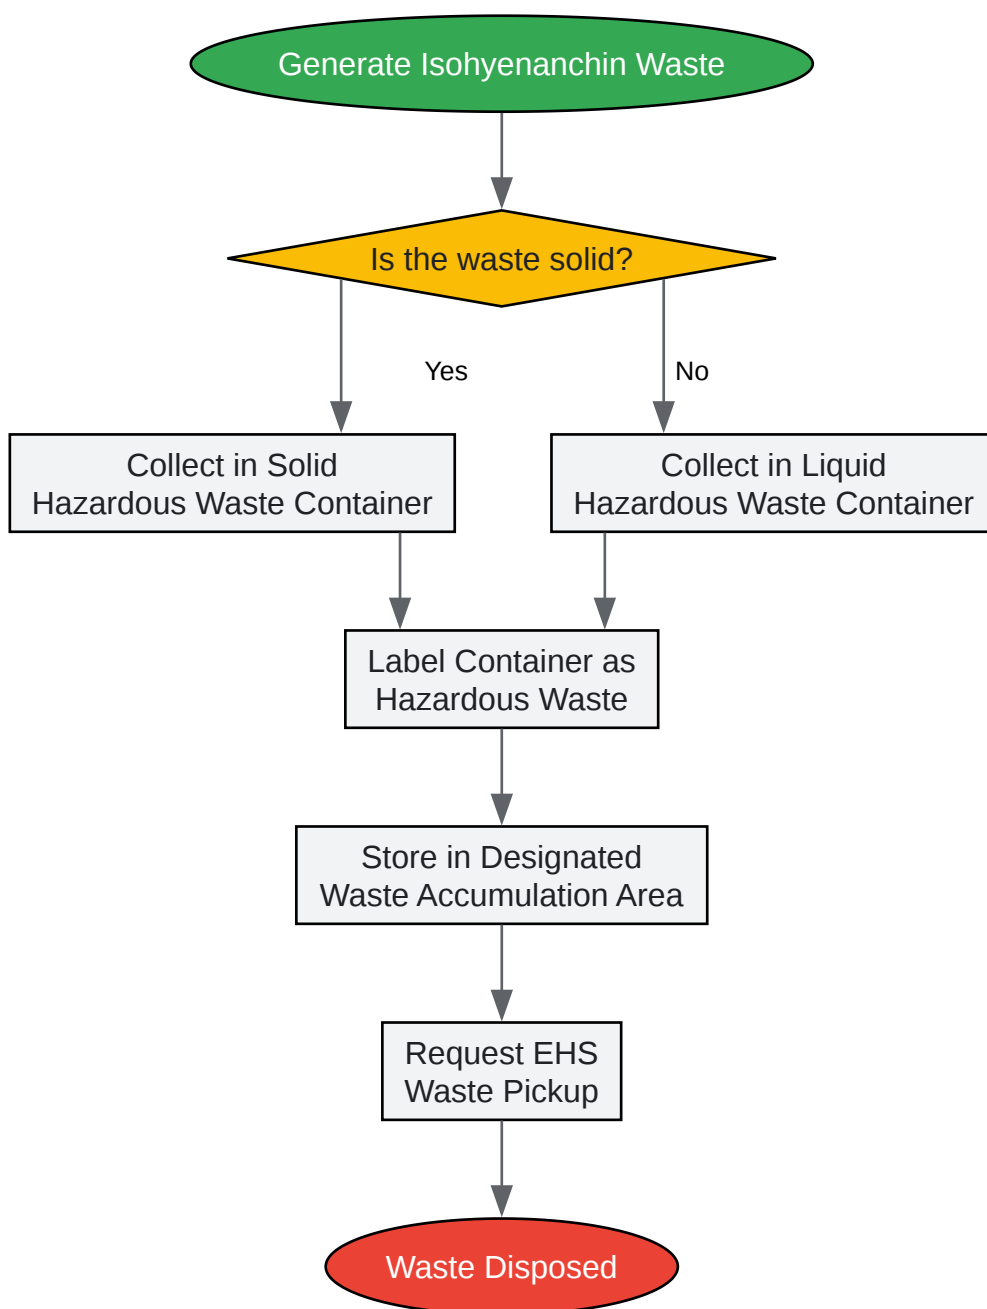 Generate Isohyenanchin Waste
Is the waste solid?
Yes
No
Collect in Solid
Hazardous Waste Container
Collect in Liquid
Hazardous Waste Container
Label Container as
Hazardous Waste
Store in Designated
Waste Accumulation Area
Request EHS
Waste Pickup
Waste Disposed